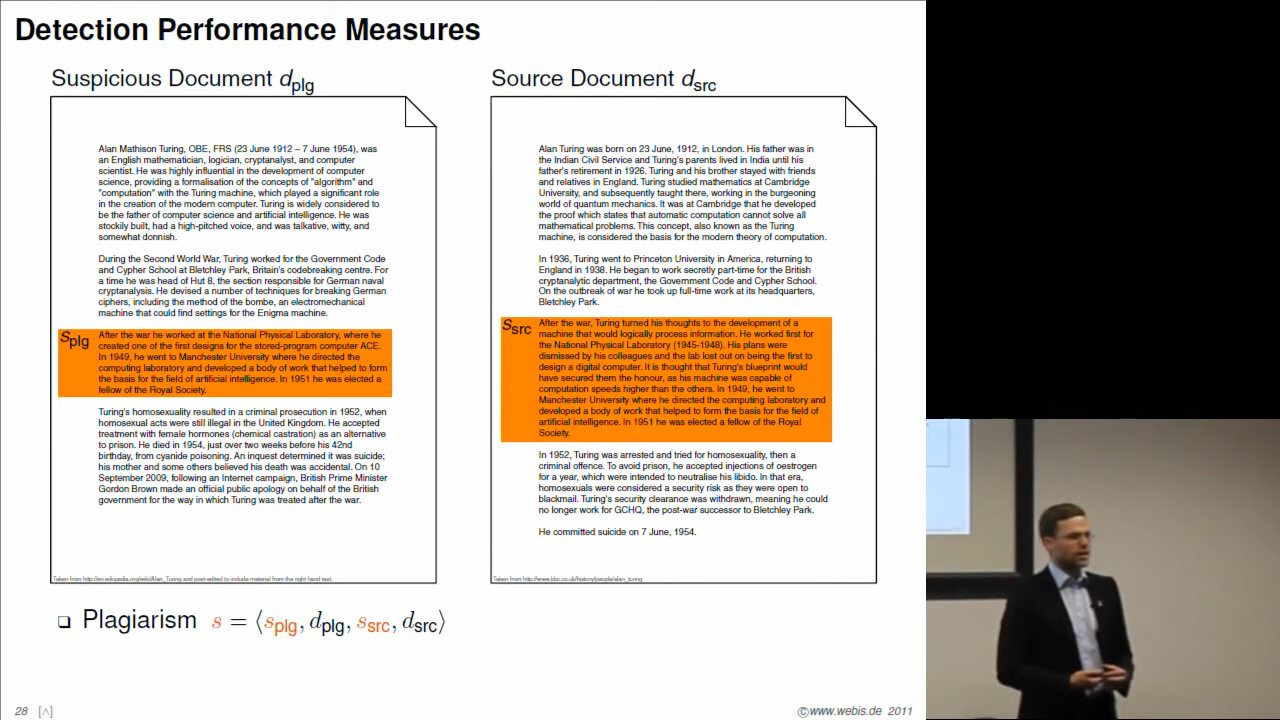 Detection Performance Measures
Suspicious Document dplg
Source Document dsrc
Alan Mathison Turing, OBE, FRS (23 June 1912 – 7 June 1954), was
an English mathematician, logician, cryptanalyst, and computer
scientist. He was highly influential in the development of computer
science, providing a formalisation of the concepts of "algorithm" and
"computation" with the Turing machine, which played a significant role
in the creation of the modern computer. Turing is widely considered to
be the father of computer science and artificial intelligence. He was
stockily built, had a high-pitched voice, and was talkative, witty, and
somewhat donnish.
During the Second World War, Turing worked for the Government Code
and Cypher School at Bletchley Park, Britain's codebreaking centre. For
a time he was head of Hut 8, the section responsible for German naval
cryptanalysis. He devised a number of techniques for breaking German
ciphers, including the method of the bombe, an electromechanical
machine that could find settings for the Enigma machine.
Splg
After the war he worked at the National Physical Laboratory, where he
created one of the first designs for the stored-program computer ACE.
In 1949, he went to Manchester University where he directed the
computing laboratory and developed a body of work that helped to form
the basis for the field of artificial intelligence. In 1951 he was elected a
fellow of the Royal Society.
Turing's homosexuality resulted in a criminal prosecution in 1952, when
homosexual acts were still illegal in the United Kingdom. He accepted
treatment with female hormones (chemical castration) as an alternative
to prison. He died in 1954, just over two weeks before his 42nd
birthday, from cyanide poisoning. An inquest determined it was suicide;
his mother and some others believed his death was accidental. On 10
September 2009, following an Internet campaign, British Prime Minister
Gordon Brown made an official public apology on behalf of the British
government for the way in which Turing was treated after the war.
Taken from http://en.wikipedia.org/wiki/Alan_Turing and post-edited to include material from the right hand text.
Alan Turing was born on 23 June, 1912, in London. His father was in
the Indian Civil Service and Turing's parents lived in India until his
father's retirement in 1926. Turing and his brother stayed with friends
and relatives in England. Turing studied mathematics at Cambridge
University, and subsequently taught there, working in the burgeoning
world of quantum mechanics. It was at Cambridge that he developed
the proof which states that automatic computation cannot solve all
mathematical problems. This concept, also known as the Turing
machine, is considered the basis for the modern theory of computation.
In 1936, Turing went to Princeton University in America, returning to
England in 1938. He began to work secretly part-time for the British
cryptanalytic department, the Government Code and Cypher School.
On the outbreak of war he took up full-time work at its headquarters,
Bletchley Park.
Ssrc
After the war, Turing turned his thoughts to the development of a
machine that would logically process information. He worked first for
the National Physical Laboratory (1945-1948). His plans were
dismissed by his colleagues and the lab lost out on being the first to
design a digital computer. It is thought that Turing's blueprint would
have secured them the honour, as his machine was capable of
computation speeds higher than the others. In 1949, he went to
Manchester University where he directed the computing laboratory and
developed a body of work that helped to form the basis for the field of
artificial intelligence. In 1951 he was elected a fellow of the Royal
Society.
In 1952, Turing was arrested and tried for homosexuality, then a
criminal offence. To avoid prison, he accepted injections of oestrogen
for a year, which were intended to neutralise his libido. In that era,
homosexuals were considered a security risk as they were open to
blackmail. Turing's security clearance was withdrawn, meaning he could
no longer work for GCHQ, the post-war successor to Bletchley Park.
He committed suicide on 7 June, 1954.
Taken from http://www.bbc.co.uk/history/people/alan_turing
❑ Plagiarism s = ⟨splg, dplg, ssrc, dsrc⟩
28 [∧]
©www.webis.de 2011